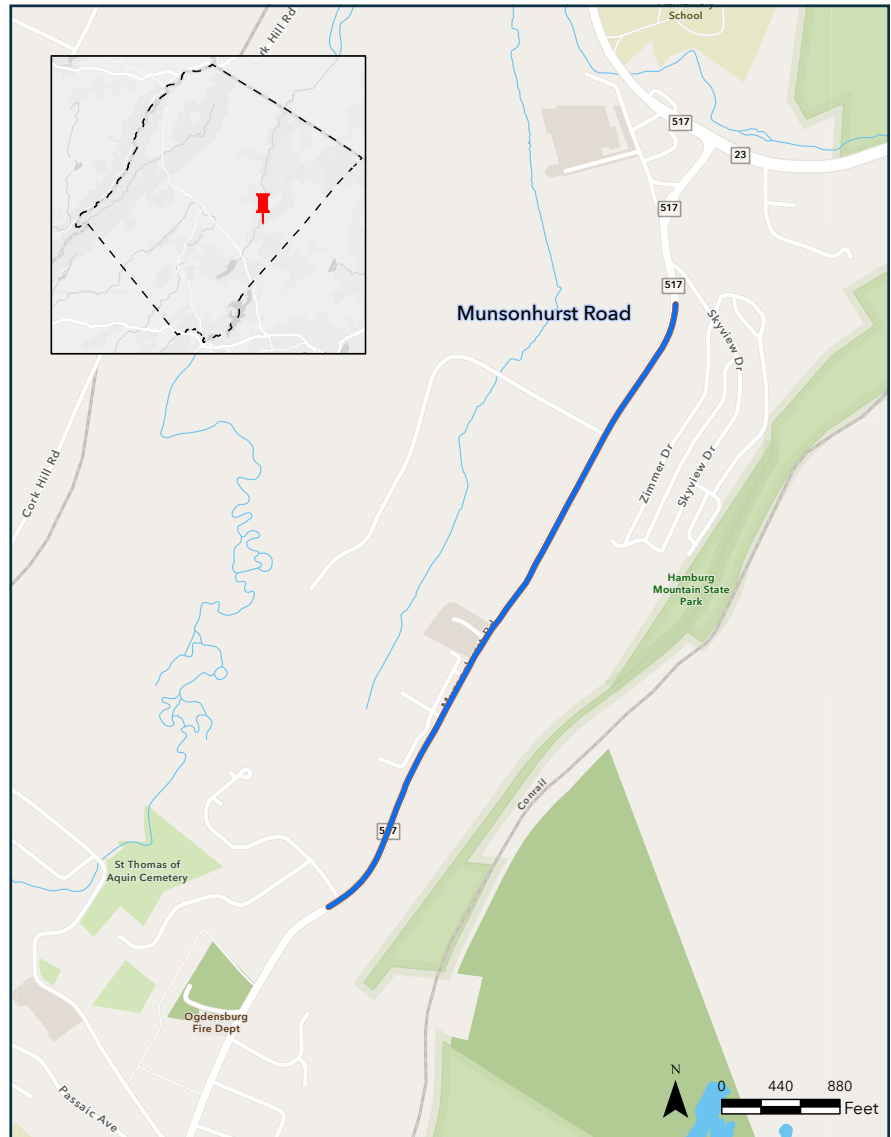 School
Cork Hill Rd
517
23
517
517
Munsonhurst Road
Skyview Dr
Cork Hill Rd
Zimmer Dr
Skyview Dr
Hamburg
Mountain State
Park
Conrail
517
St Thomas of
Aquin Cemetery
Ogdensburg
Fire Dept
Passaic Ave
N
0 440 880
Feet